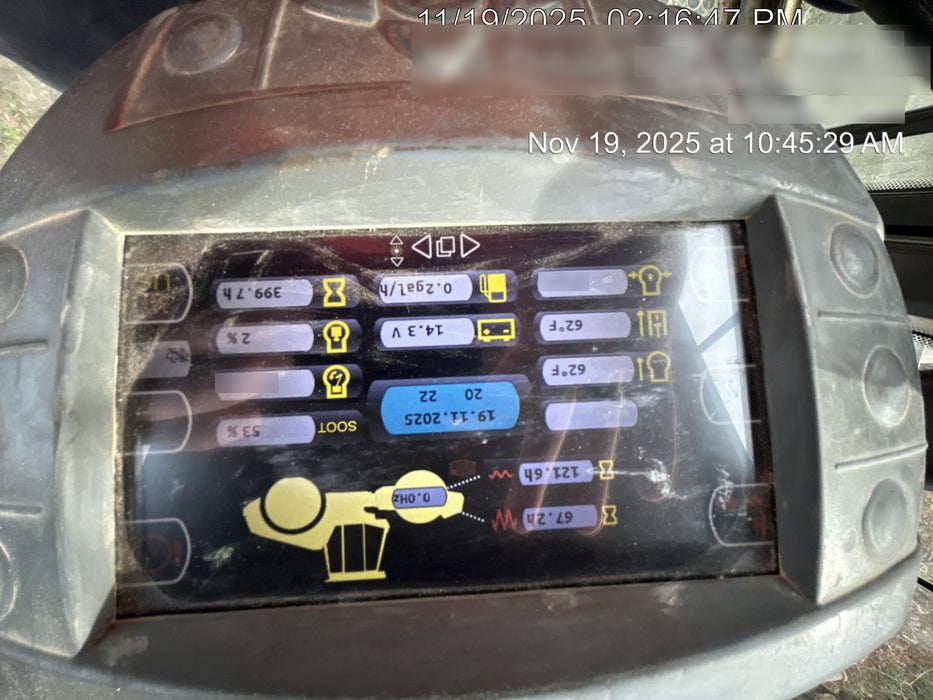 11/19/2025 02:16:47 PM
Nov 19, 2025 at 10:45:29 AM
67.2h
121.6h
0.0Hz
SOOT
53 %
19.11.2025
20 22
62°F
62°F
14.3 V
2 %
0.2gal/h
399.7 h